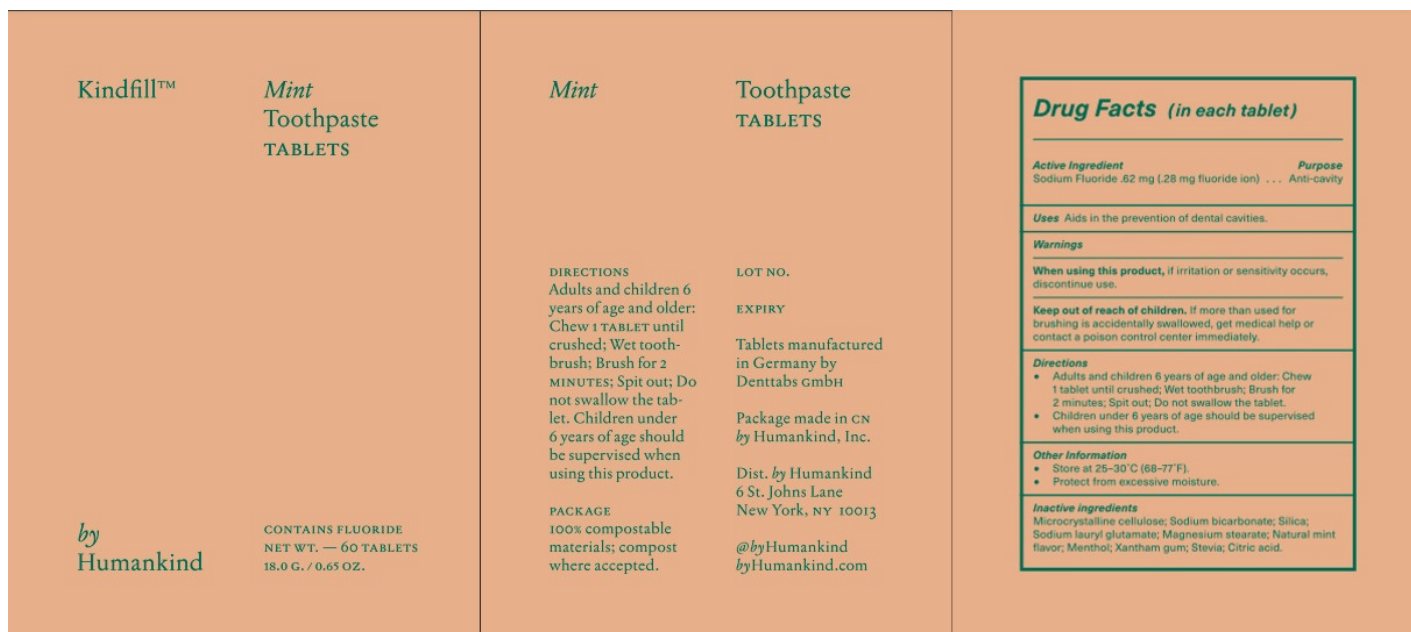 Kindfill™
Mint
Toothpaste
TABLETS
by
Humankind
CONTAINS FLUORIDE
NET WT. — 60 TABLETS
18.0 G. / 0.65 OZ.
Mint
Toothpaste
TABLETS
DIRECTIONS
Adults and children 6
years of age and older:
Chew 1 TABLET until
crushed; Wet tooth-
brush; Brush for 2
MINUTES; Spit out; Do
not swallow the tab-
let. Children under
6 years of age should
be supervised when
using this product.
PACKAGE
100% compostable
materials; compost
where accepted.
LOT NO.
EXPIRY
Tablets manufactured
in Germany by
Denttabs GmbH
Package made in CN
by Humankind, Inc.
Dist. by Humankind
6 St. Johns Lane
New York, NY 10013
@byHumankind
byHumankind.com
Drug Facts (in each tablet)
Active Ingredient Purpose
Sodium Fluoride .62 mg (.28 mg fluoride ion) . . . Anti-cavity
Uses Aids in the prevention of dental cavities.
Warnings
When using this product, if irritation or sensitivity occurs,
discontinue use.
Keep out of reach of children. If more than used for
brushing is accidentally swallowed, get medical help or
contact a poison control center immediately.
Directions
• Adults and children 6 years of age and older: Chew
1 tablet until crushed; Wet toothbrush; Brush for
2 minutes; Spit out; Do not swallow the tablet.
• Children under 6 years of age should be supervised
when using this product.
Other Information
• Store at 25–30˚C (68–77˚F).
• Protect from excessive moisture.
Inactive ingredients
Microcrystalline cellulose; Sodium bicarbonate; Silica;
Sodium lauryl glutamate; Magnesium stearate; Natural mint
flavor; Menthol; Xantham gum; Stevia; Citric acid.